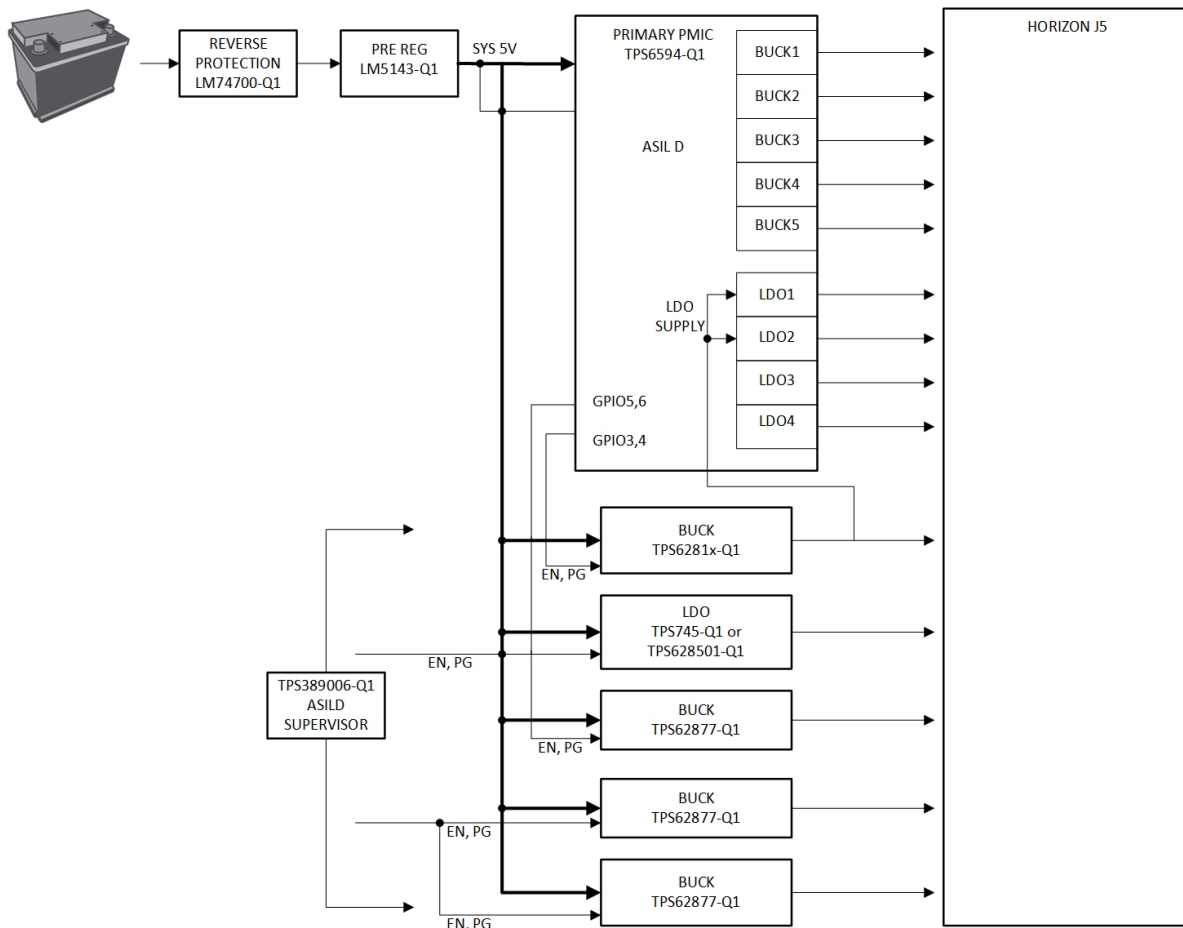 REVERSE
PROTECTION
LM74700-Q1
PRE REG
LM5143-Q1
SYS 5V
PRIMARY PMIC
TPS6594-Q1
ASIL D
BUCK1
BUCK2
BUCK3
BUCK4
BUCK5
LDO
SUPPLY
LDO1
LDO2
LDO3
LDO4
GPIO5,6
GPIO3,4
HORIZON J5
BUCK
TPS6281x-Q1
EN, PG
LDO
TPS745-Q1 or
TPS628501-Q1
EN, PG
TPS389006-Q1
ASILD
SUPERVISOR
BUCK
TPS62877-Q1
EN, PG
BUCK
TPS62877-Q1
EN, PG
BUCK
TPS62877-Q1
EN, PG